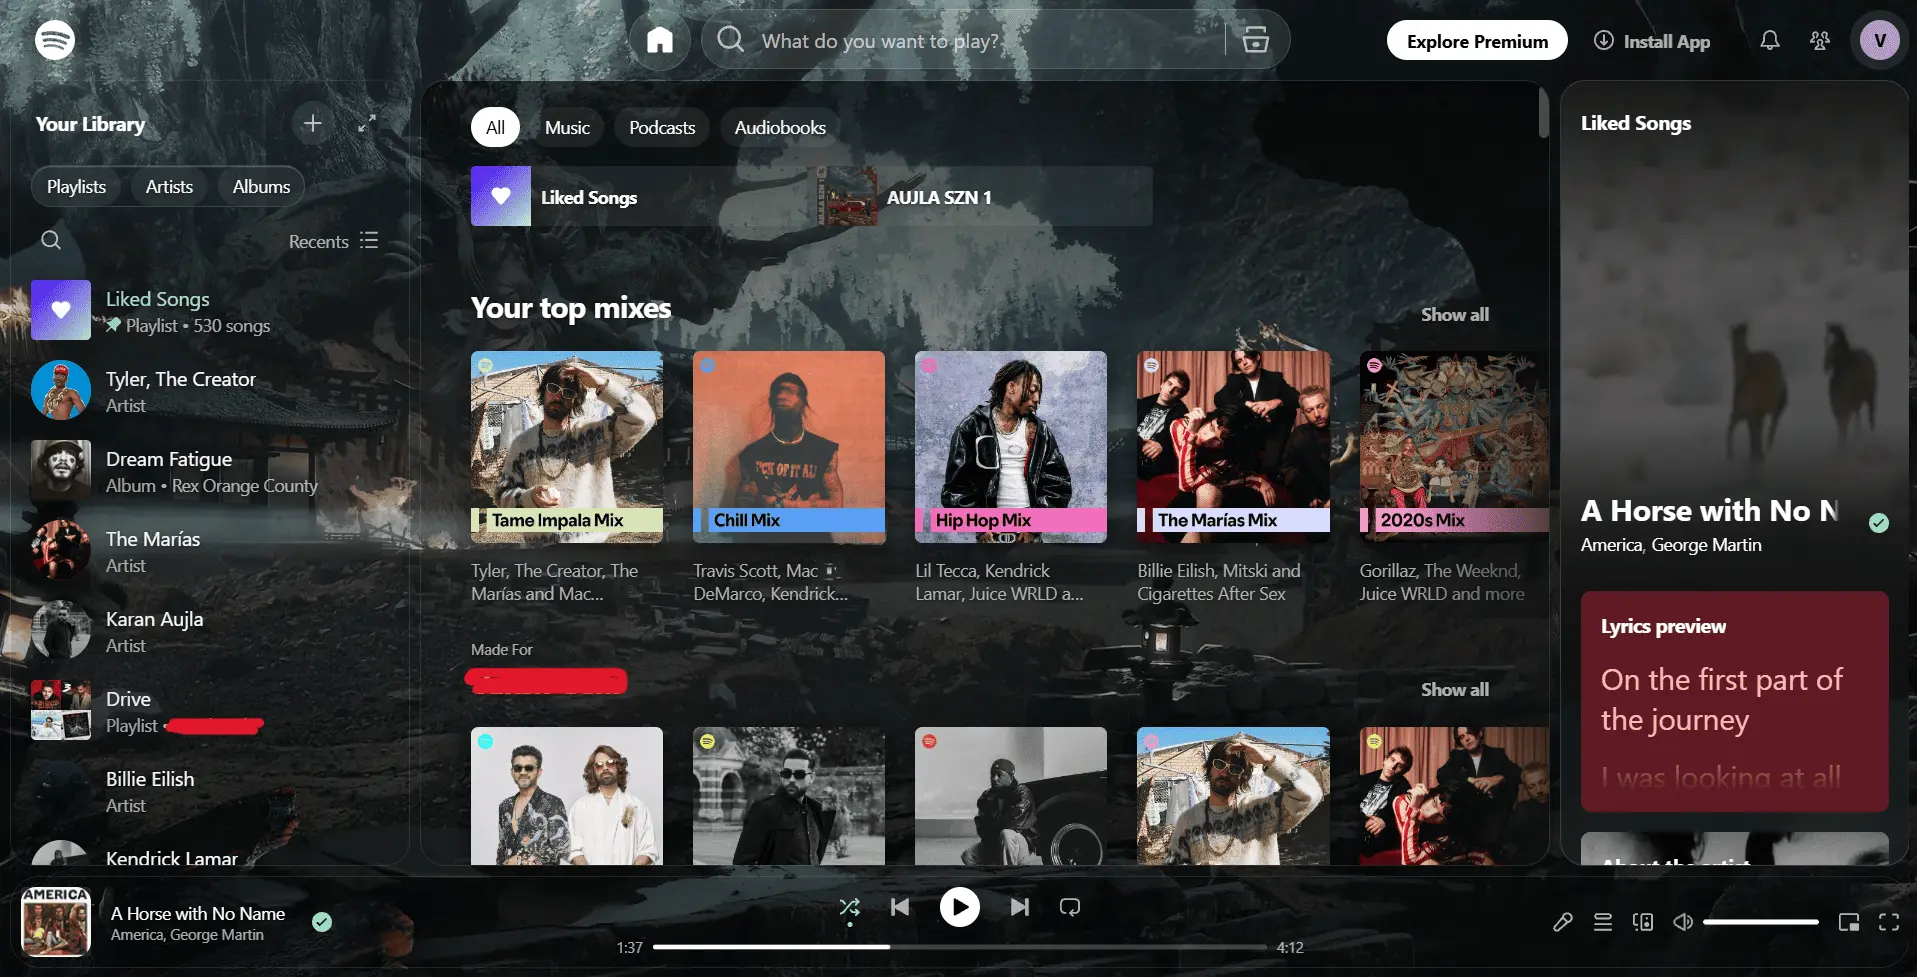 What do you want to play?
Explore Premium
Install App
V
Your Library
Playlists
Artists
Albums
Recents
Liked Songs
Playlist • 530 songs
Tyler, The Creator
Artist
Dream Fatigue
Album • Rex Orange County
The Marías
Artist
Karan Aujla
Artist
Drive
Playlist •
Billie Eilish
Artist
Kendrick Lamar
All
Music
Podcasts
Audiobooks
Liked Songs
AUJLA SZN 1
Your top mixes
Show all
Tame Impala Mix
Tyler, The Creator, The
Marías and Mac...
Chill Mix
Travis Scott, Mac
DeMarco, Kendrick...
Hip Hop Mix
Lil Tecca, Kendrick
Lamar, Juice WRLD a...
The Marías Mix
Billie Eilish, Mitski and
Cigarettes After Sex
2020s Mix
Gorillaz, The Weeknd,
Juice WRLD and more
Made For
Show all
Liked Songs
A Horse with No N
America, George Martin
Lyrics preview
On the first part of
the journey
I was looking at all
About the artist
AMERICA
A Horse with No Name
America, George Martin
1:37
4:12